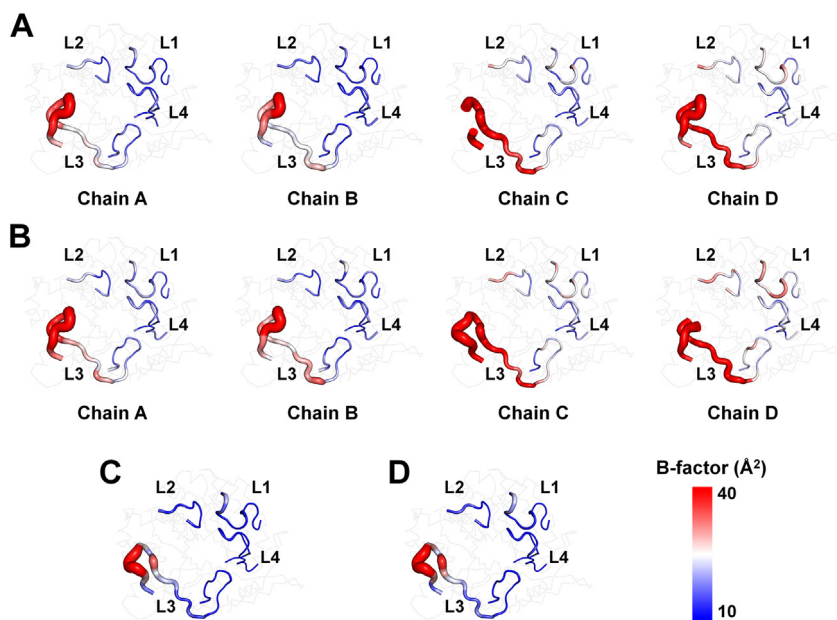 A
L2 L1 L2 L1 L2 L1 L2 L1
L4 L4 L4 L4
L3 L3 L3 L3
Chain A Chain B Chain C Chain D
B
L2 L1 L2 L1 L2 L1 L2 L1
L4 L4 L4 L4
L3 L3 L3 L3
Chain A Chain B Chain C Chain D
C D
B-factor (Å²)
L2 L1 L2 L1
40
L4 L4
L3 L3
10